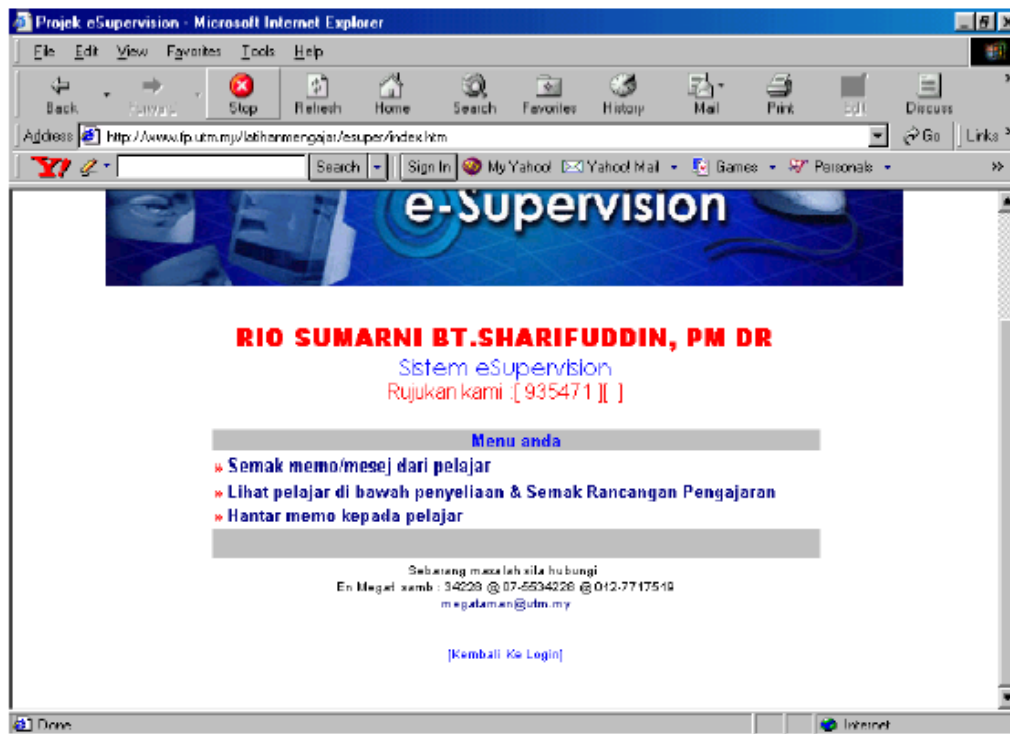 Projek eSupervision - Microsoft Internet Explorer
File Edit View Favorites Tools Help
Back Forward Stop Refresh Home Search Favorites History Mail Print Edit Discuss
Address http://www.fp.utm.my/latihanmengajar/esuper/index.htm Go Links
Y! Search Sign In My Yahoo! Yahoo! Mail Games Personals
e-Supervision
RIO SUMARNI BT.SHARIFUDDIN, PM DR
Sistem eSupervision
Rujukan kami :[ 935471 ][ ]
Menu anda
» Semak memo/mesej dari pelajar
» Lihat pelajar di bawah penyeliaan & Semak Rancangan Pengajaran
» Hantar memo kepada pelajar
Sebarang masalah sila hubungi
En Megat samb : 34228 @ 07-5534228 @ 012-7717519
megataman@utm.my
[Kembali Ke Login]
Done Internet